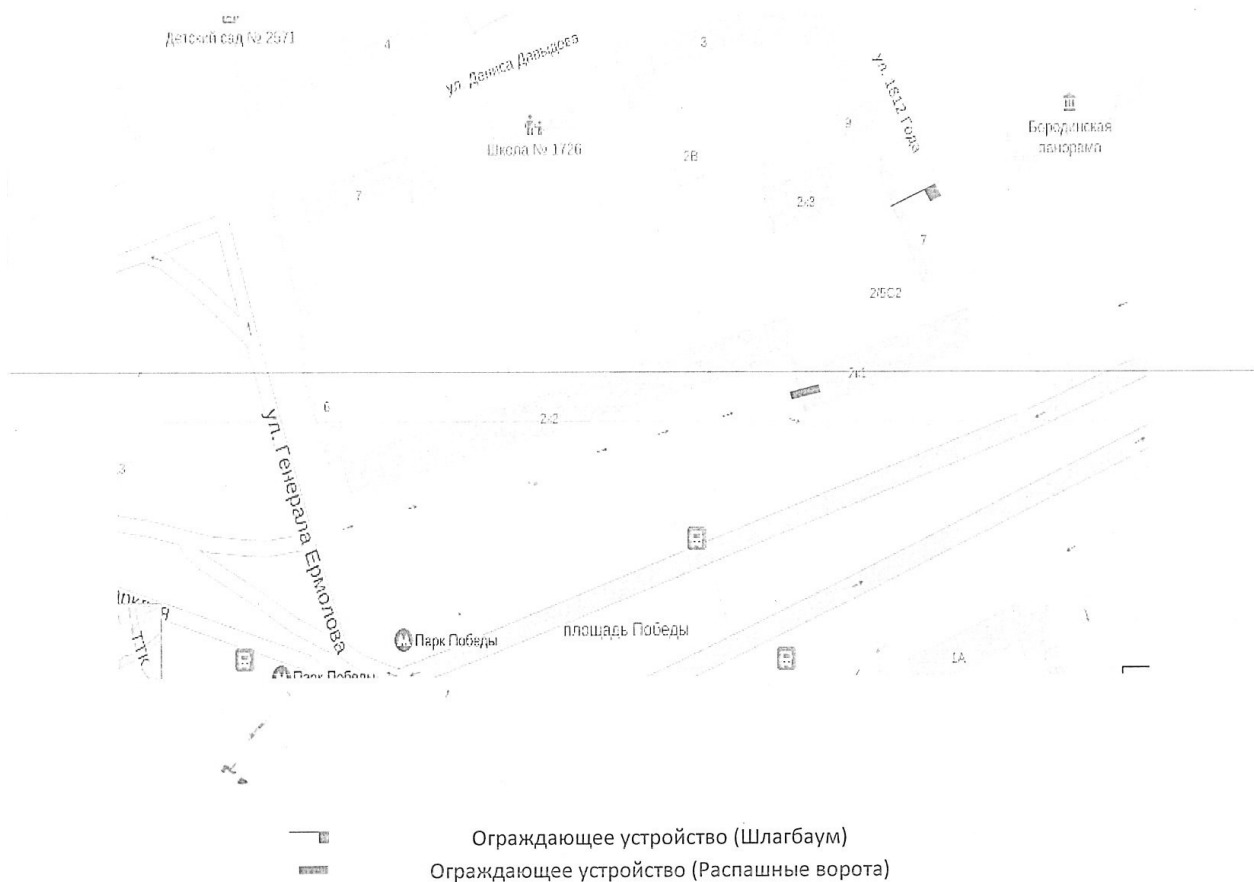 Детский сад № 2671
4
ул. Дениса Давыдова
3
ул. 1812 Года
Бородинская
панорама
9
Школа № 1726
2В
7
2к3
7
2/5С2
2к1
6
2к2
3
ул. Генерала Ермолова
ТТК
Парк Победы
площадь Победы
Парк Победы
1А
Ограждающее устройство (Шлагбаум)
Ограждающее устройство (Распашные ворота)